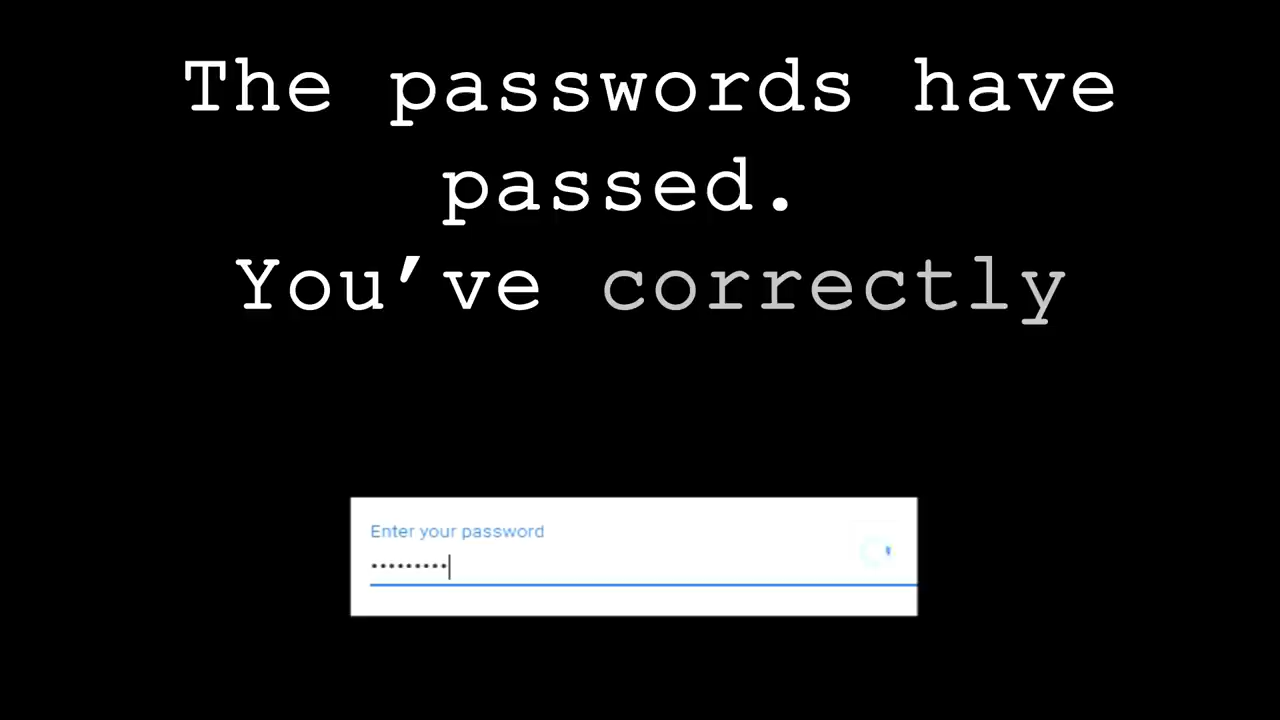 The passwords have
passed.
You’ve correctly
Enter your password
•••••••••